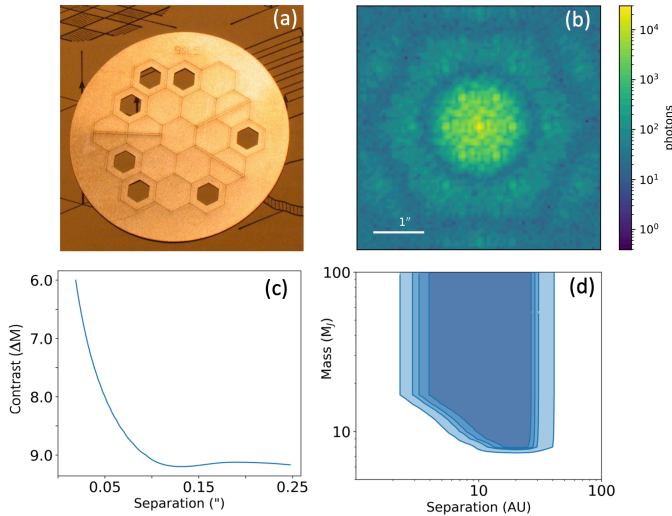 (a)
(b)
10⁴
10³
10²
10¹
10⁰
photons
1"
(c)
6.0
7.0
8.0
9.0
Contrast (ΔM)
0.05
0.15
0.25
Separation (")
(d)
100
10
Mass (M_J)
10
100
Separation (AU)